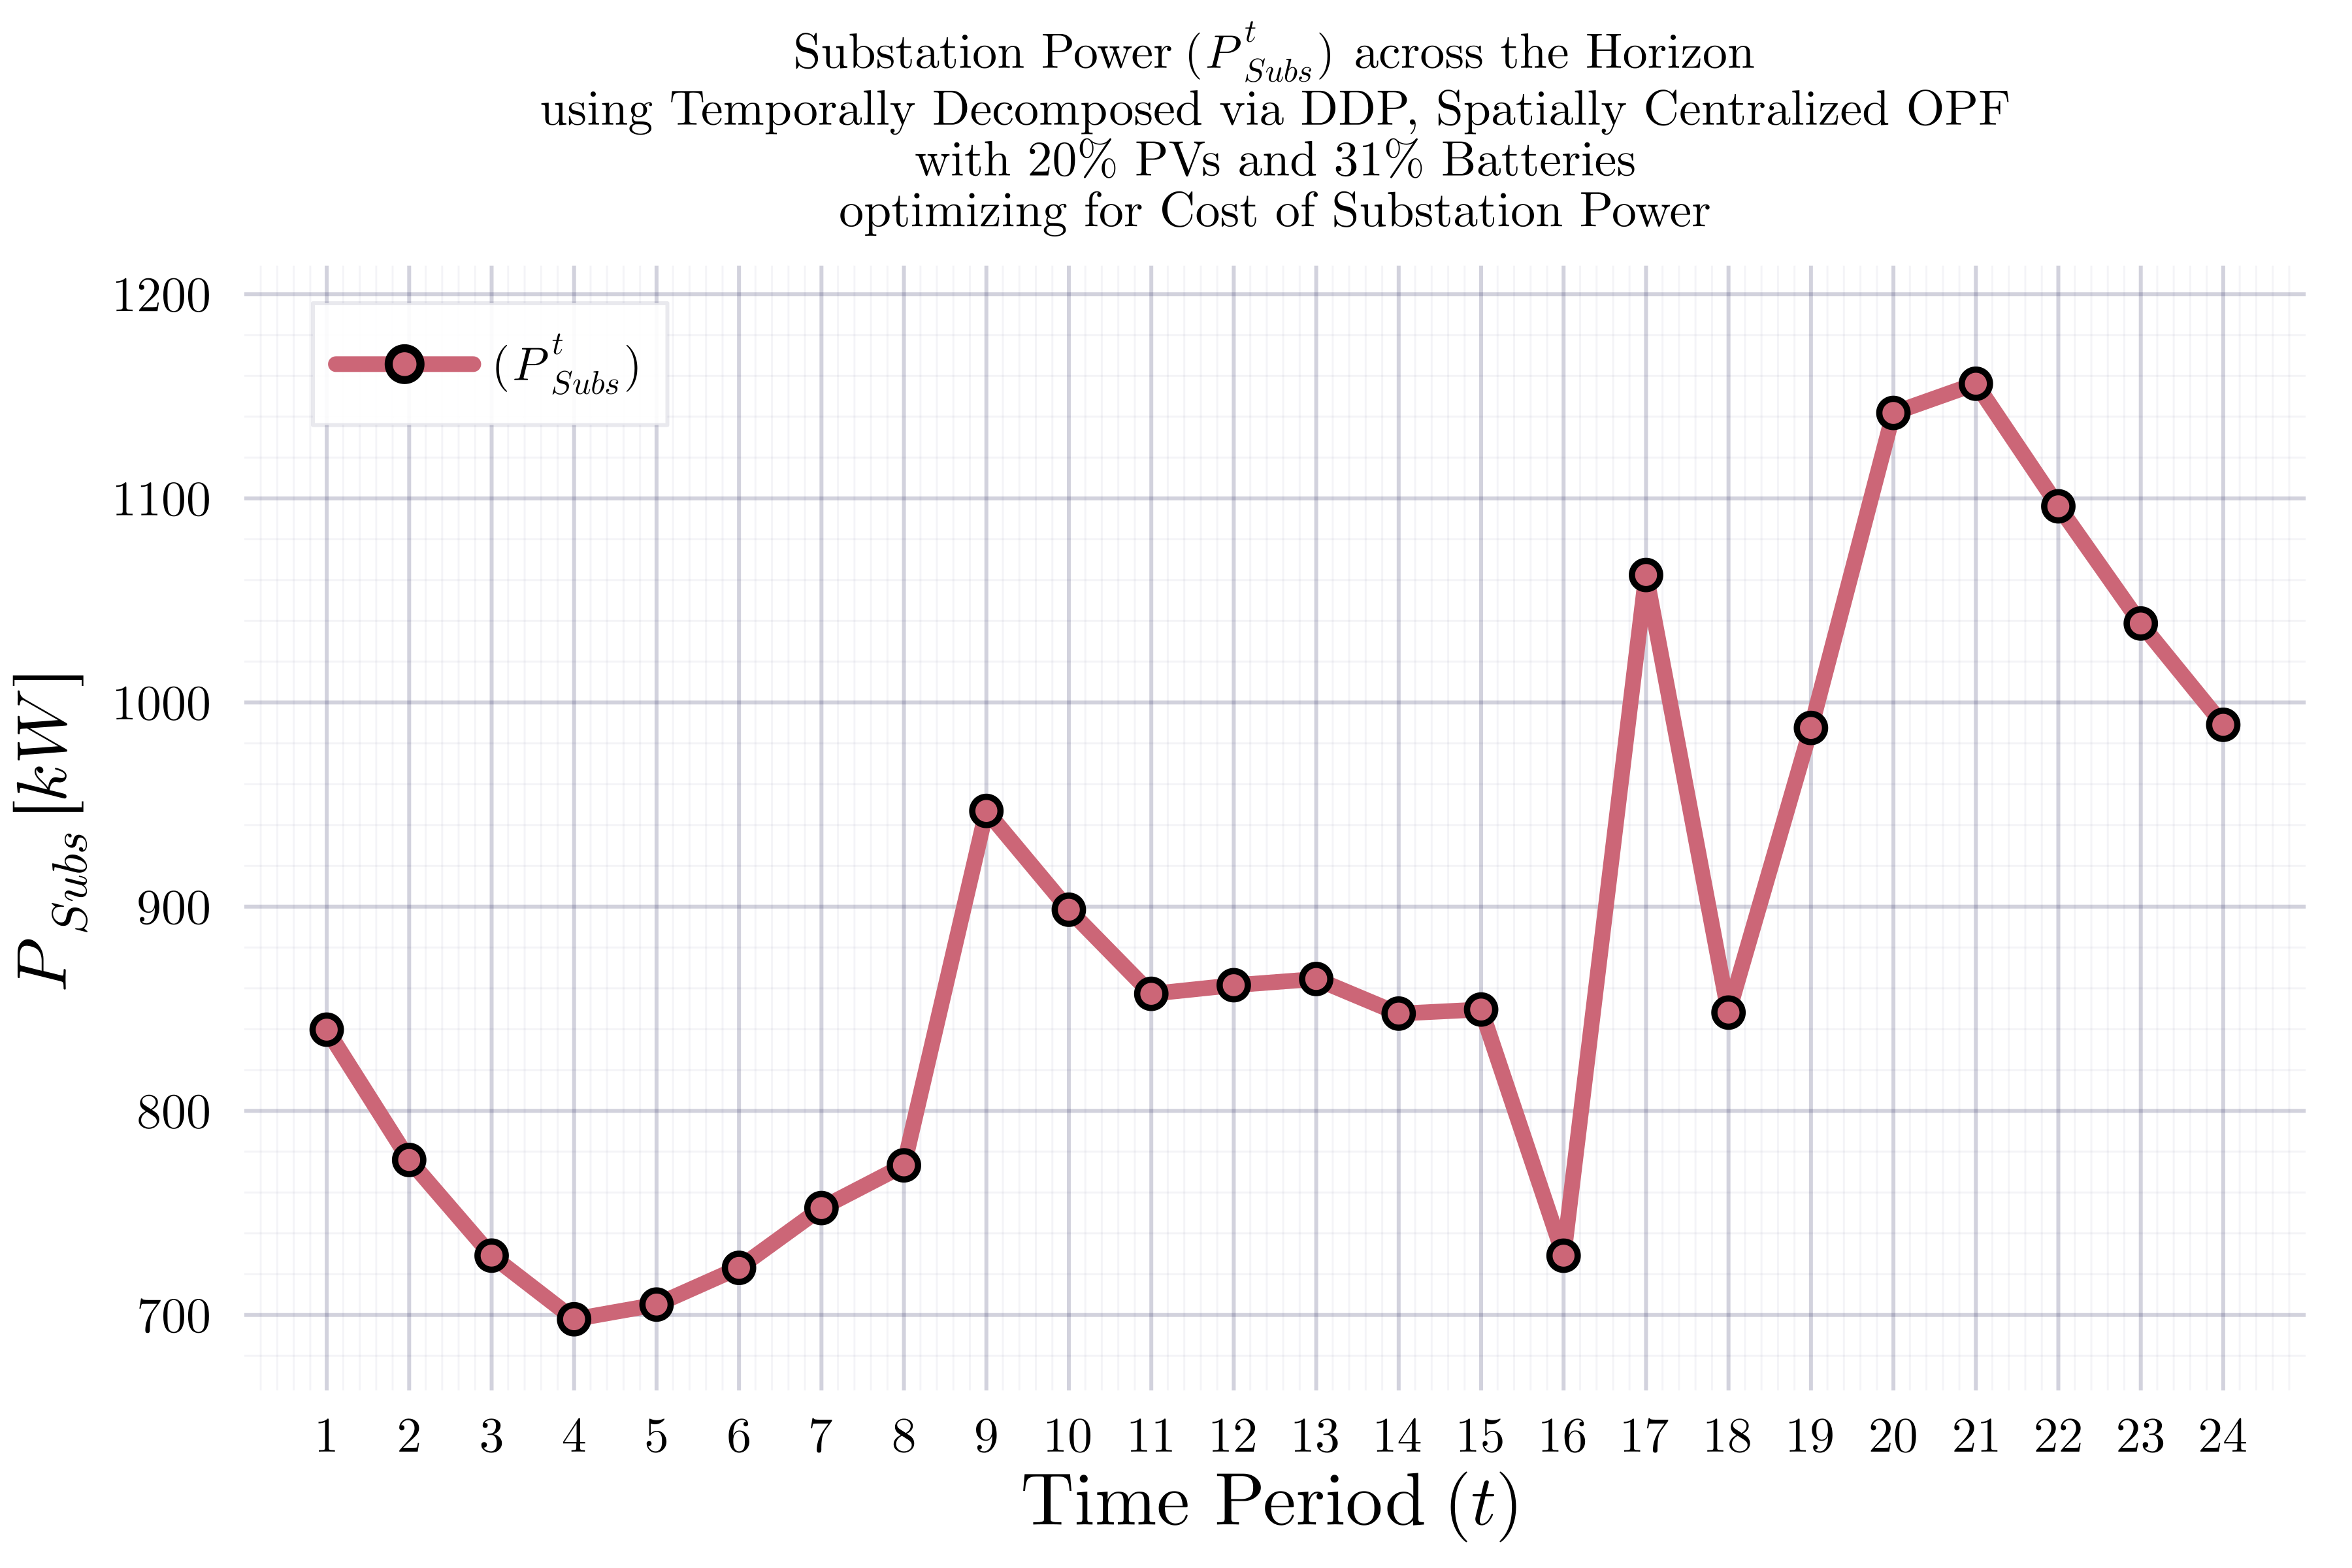 Substation Power (P^t_Subs) across the Horizon
using Temporally Decomposed via DDP, Spatially Centralized OPF
with 20% PVs and 31% Batteries
optimizing for Cost of Substation Power
(P^t_Subs)
P_Subs [kW]
1200
1100
1000
900
800
700
1 2 3 4 5 6 7 8 9 10 11 12 13 14 15 16 17 18 19 20 21 22 23 24
Time Period (t)